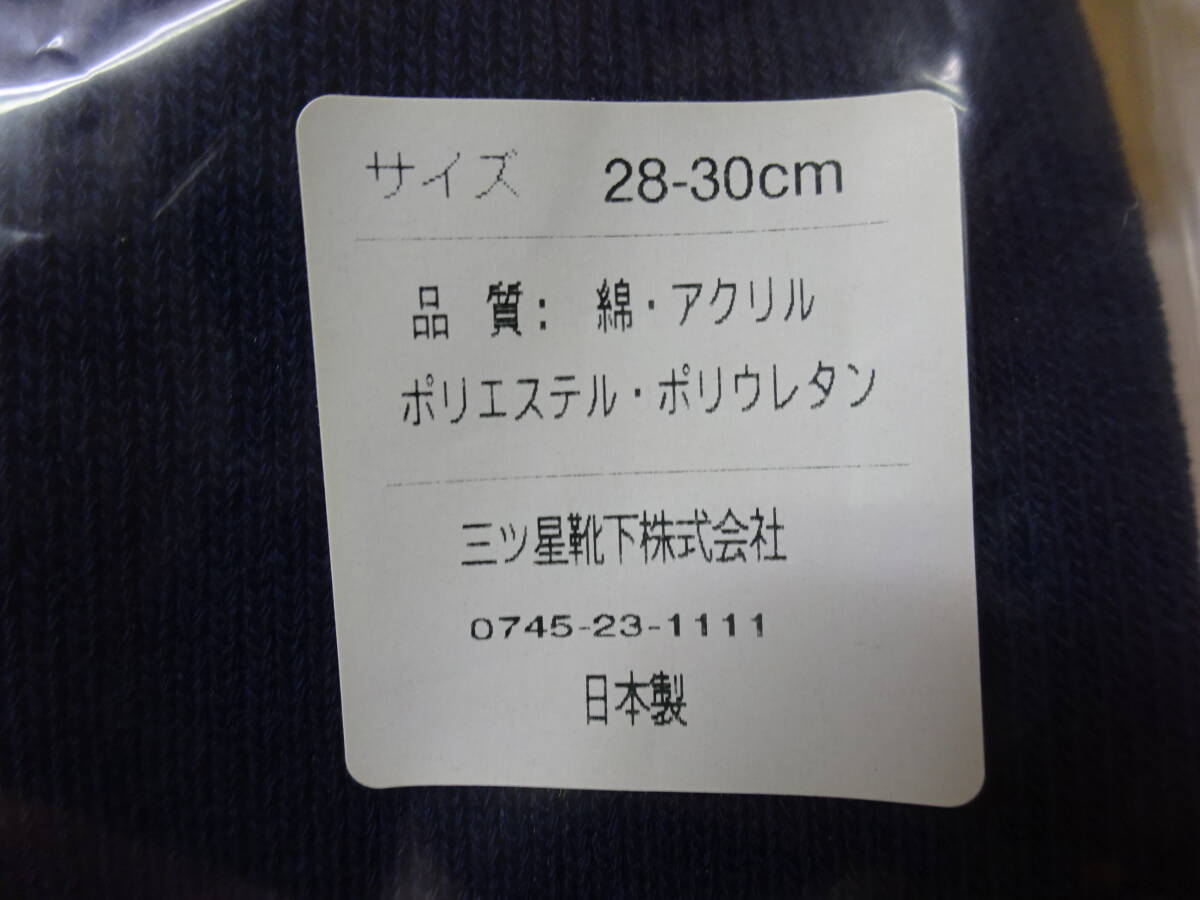 サイズ 28-30cm
品 質: 綿・アクリル
ポリエステル・ポリウレタン
三ツ星靴下株式会社
0745-23-1111
日本製